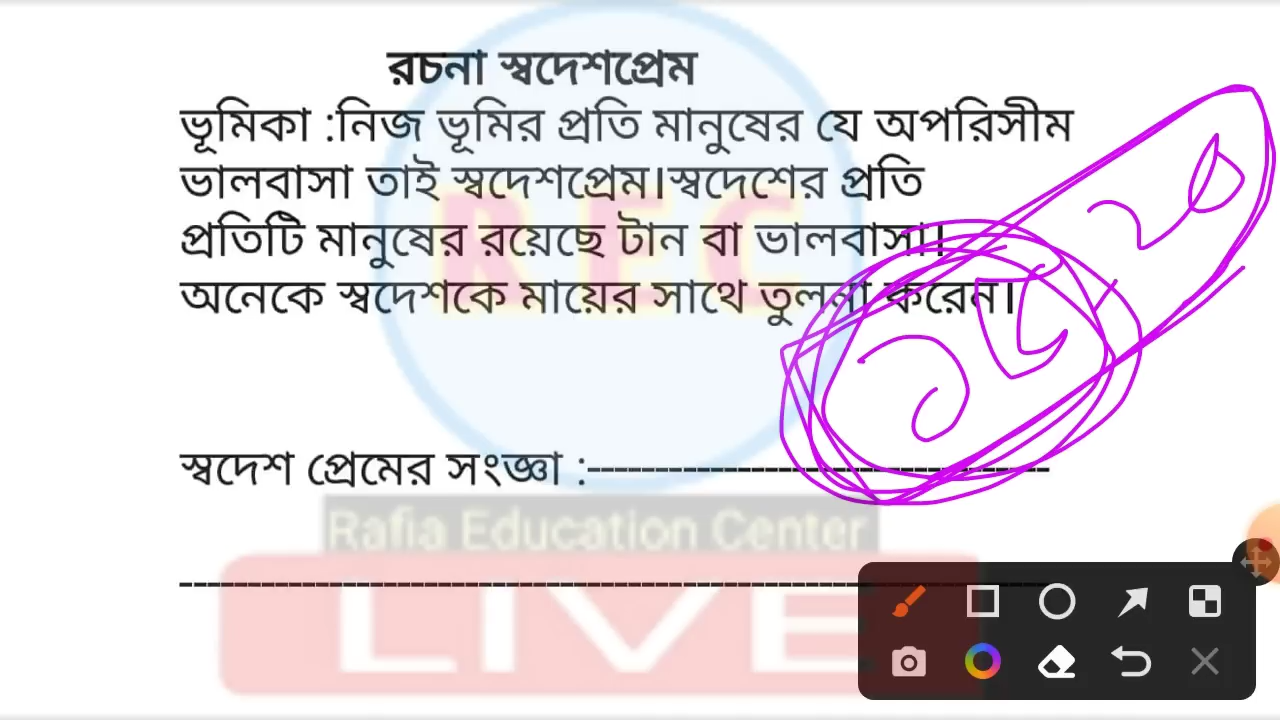 রচনা স্বদেশপ্রেম
ভূমিকা :নিজ ভূমির প্রতি মানুষের যে অপরিসীম
ভালবাসা তাই স্বদেশপ্রেম।স্বদেশের প্রতি
প্রতিটি মানুষের রয়েছে টান বা ভালবাসা।
অনেকে স্বদেশকে মায়ের সাথে তুলনা করেন।
REC
স্বদেশ প্রেমের সংজ্ঞা :----------------------------------
Rafia Education Center
----------------------------------------------------------------
LIVE